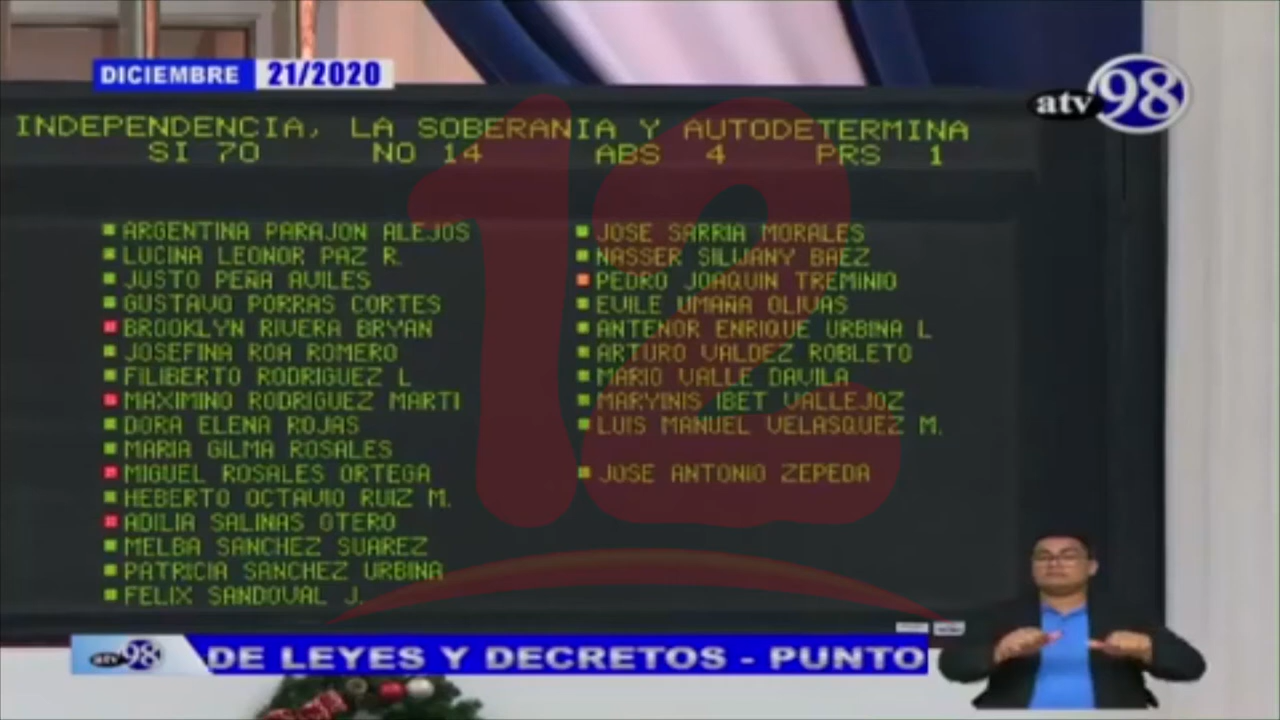 DICIEMBRE 21/2020
atv 98
INDEPENDENCIA, LA SOBERANIA Y AUTODETERMINA
SI 70 NO 14 ABS 4 PRS 1
ARGENTINA PARAJON ALEJOS
LUCINA LEONOR PAZ R.
JUSTO PEÑA AVILES
GUSTAVO PORRAS CORTES
BROOKLYN RIVERA BRYAN
JOSEFINA ROA ROMERO
FILIBERTO RODRIGUEZ L
MAXIMINO RODRIGUEZ MARTI
DORA ELENA ROJAS
MARIA GILMA ROSALES
MIGUEL ROSALES ORTEGA
HEBERTO OCTAVIO RUIZ M.
ADILIA SALINAS OTERO
MELBA SANCHEZ SUAREZ
PATRICIA SANCHEZ URBINA
FELIX SANDOVAL J.
JOSE SARRIA MORALES
NASSER SILWANY BAEZ
PEDRO JOAQUIN TREMINIO
EVILE UMAÑA OLIVAS
ANTENOR ENRIQUE URBINA L
ARTURO VALDEZ ROBLETO
MARIO VALLE DAVILA
MARYINIS IBET VALLEJOZ
LUIS MANUEL VELASQUEZ M.
JOSE ANTONIO ZEPEDA
12
atv 98 DE LEYES Y DECRETOS - PUNTO